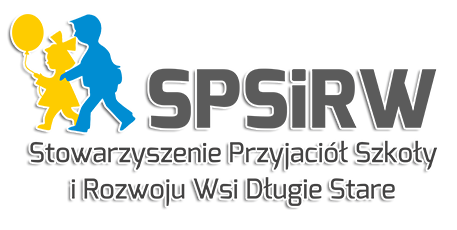 SPSiRW
Stowarzyszenie Przyjaciół Szkoły
i Rozwoju Wsi Długie Stare